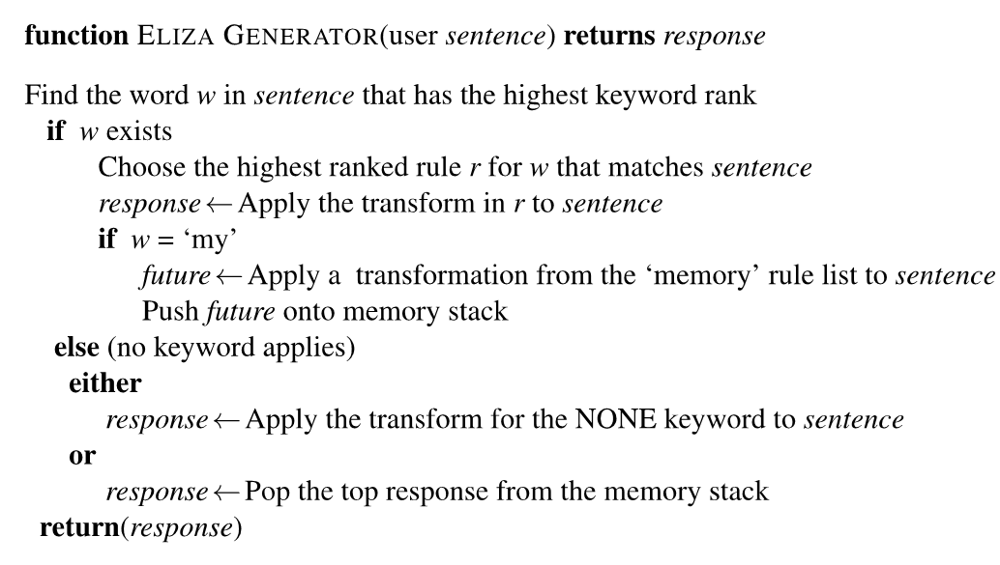 function ELIZA GENERATOR(user sentence) returns response
Find the word w in sentence that has the highest keyword rank
if w exists
Choose the highest ranked rule r for w that matches sentence
response ← Apply the transform in r to sentence
if w = ‘my’
future ← Apply a transformation from the ‘memory’ rule list to sentence
Push future onto memory stack
else (no keyword applies)
either
response ← Apply the transform for the NONE keyword to sentence
or
response ← Pop the top response from the memory stack
return(response)